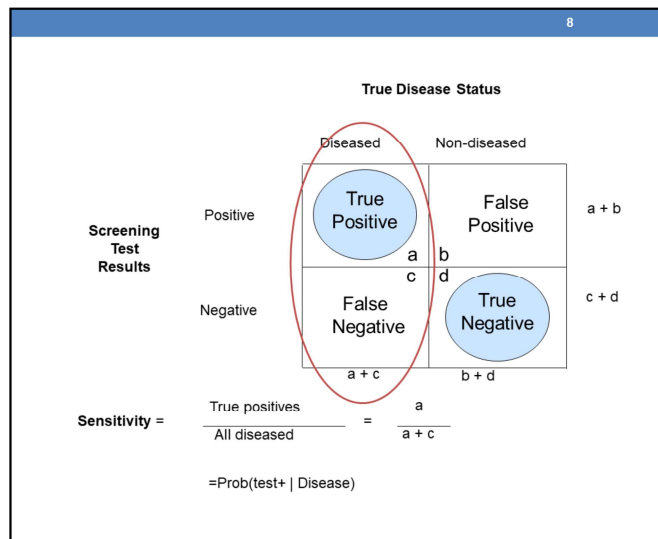 8
True Disease Status
Diseased Non-diseased
Screening
Test
Results
Positive
True
Positive
False
Positive
a + b
a b
c d
Negative
False
Negative
True
Negative
c + d
a + c b + d
Sensitivity = True positives = a
All diseased a + c
=Prob(test+ | Disease)